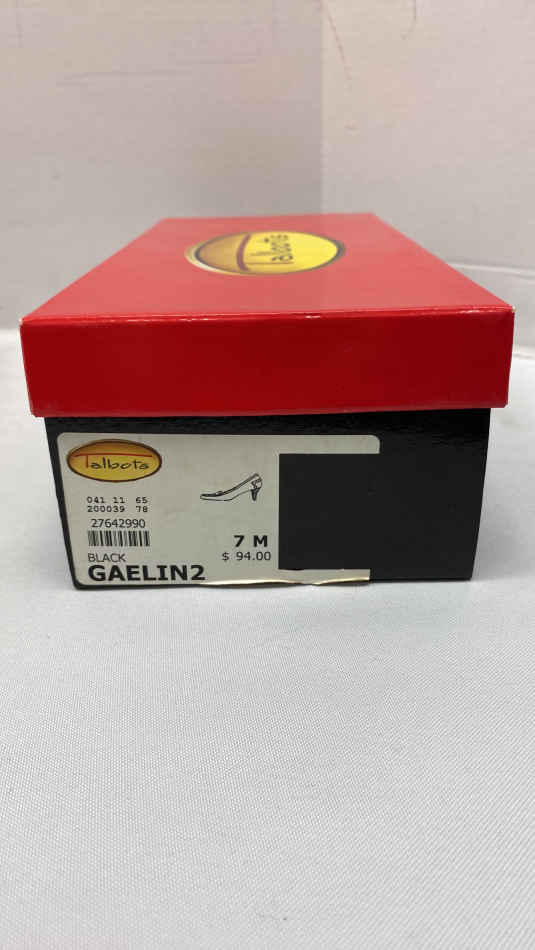 Talbots
Talbots
041 11 65
200039 78
27642990
7 M
BLACK
$ 94.00
GAELIN2